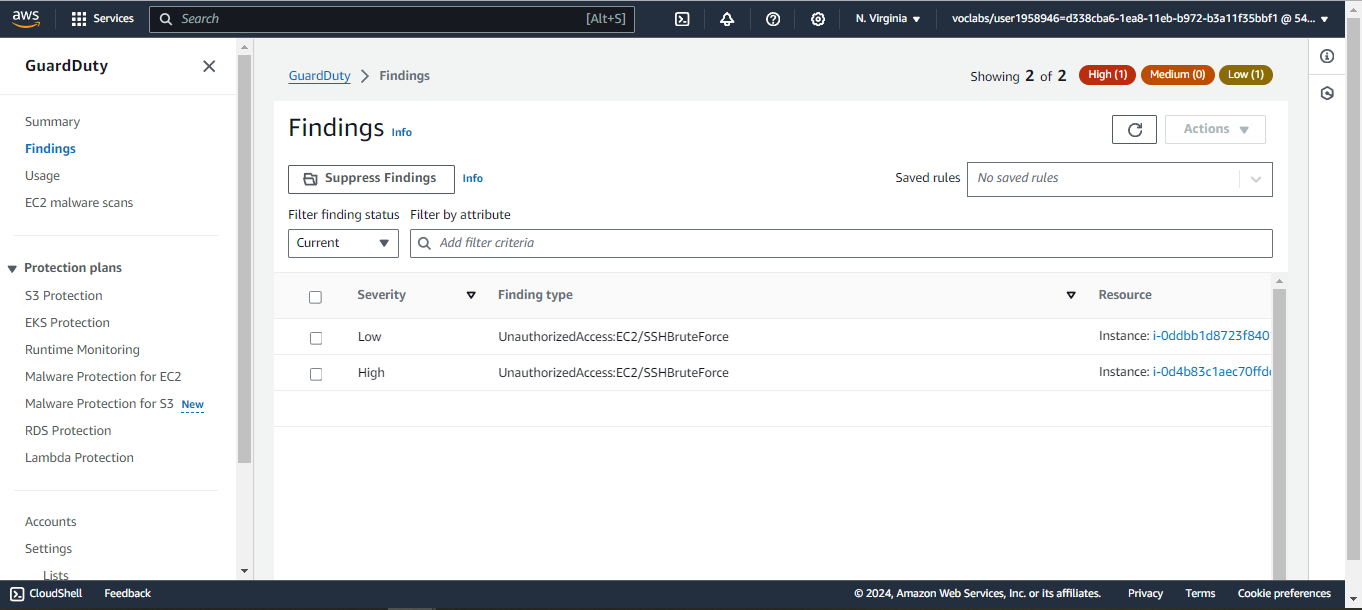 aws Services Search [Alt+S] N. Virginia voclabs/user1958946=d338cba6-1ea8-11eb-b972-b3a11f35bbf1 @ 54...
GuardDuty
Summary
Findings
Usage
EC2 malware scans
Protection plans
S3 Protection
EKS Protection
Runtime Monitoring
Malware Protection for EC2
Malware Protection for S3 New
RDS Protection
Lambda Protection
Accounts
Settings
Lists
GuardDuty Findings
Showing 2 of 2 High (1) Medium (0) Low (1)
Findings Info
Actions
Suppress Findings Info
Saved rules No saved rules
Filter finding status Filter by attribute
Current Add filter criteria
Severity Finding type Resource
Low UnauthorizedAccess:EC2/SSHBruteForce Instance: i-0ddbb1d8723f840
High UnauthorizedAccess:EC2/SSHBruteForce Instance: i-0d4b83c1aec70ffd
CloudShell Feedback © 2024, Amazon Web Services, Inc. or its affiliates. Privacy Terms Cookie preferences